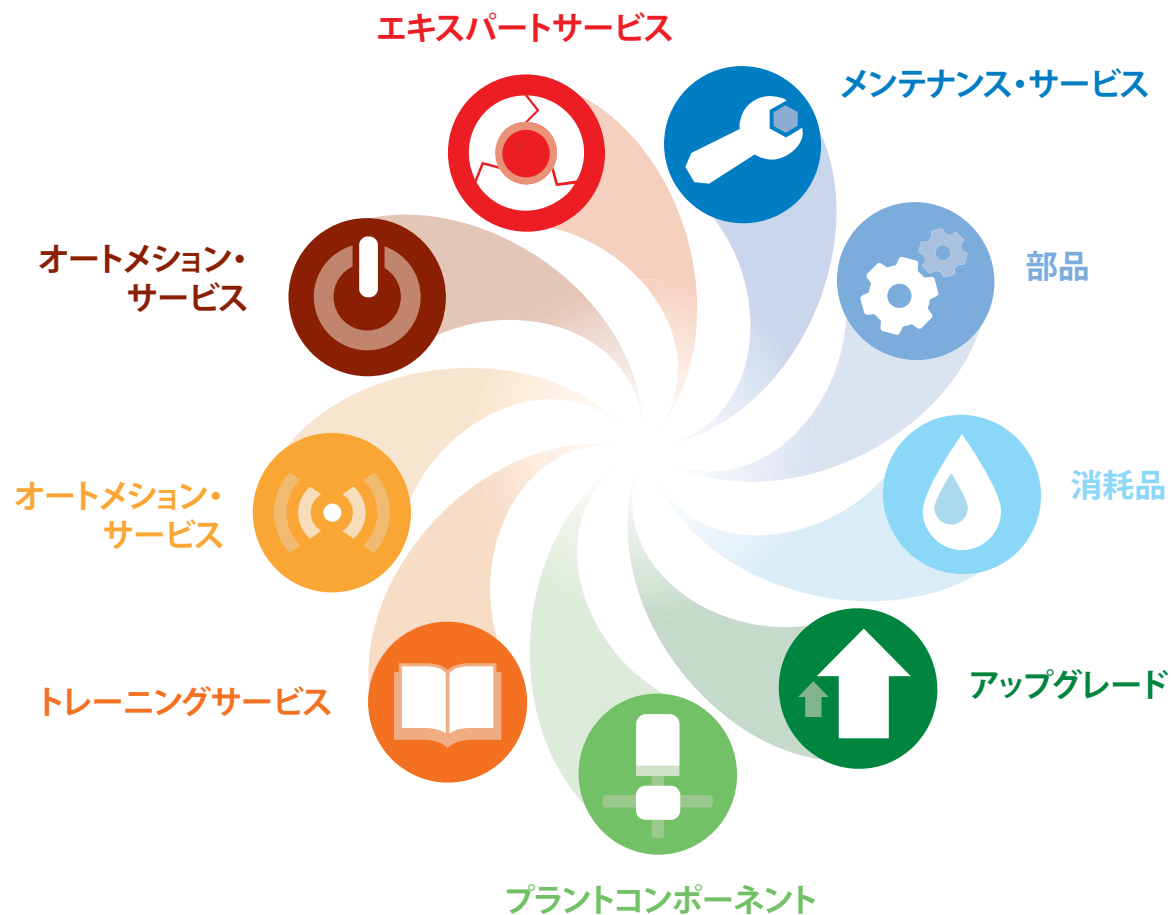 エキスパートサービス
メンテナンス・サービス
オートメション・
サービス
部品
オートメション・
サービス
消耗品
トレーニングサービス
アップグレード
プラントコンポーネント